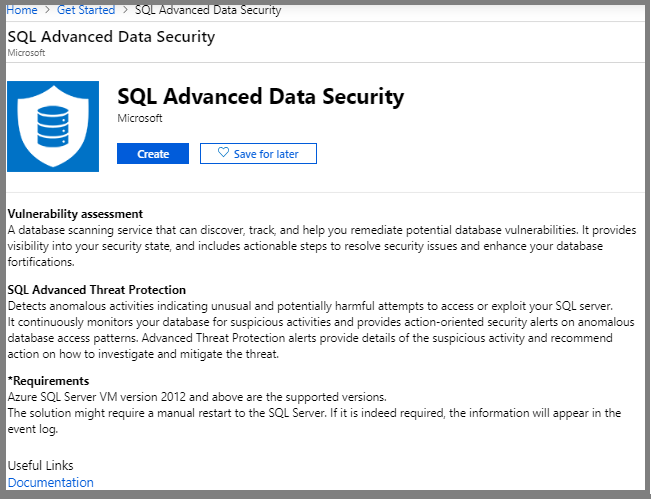 Home > Get Started > SQL Advanced Data Security
SQL Advanced Data Security
Microsoft
SQL Advanced Data Security
Microsoft
Create
Save for later
Vulnerability assessment
A database scanning service that can discover, track, and help you remediate potential database vulnerabilities. It provides
visibility into your security state, and includes actionable steps to resolve security issues and enhance your database
fortifications.
SQL Advanced Threat Protection
Detects anomalous activities indicating unusual and potentially harmful attempts to access or exploit your SQL server.
It continuously monitors your database for suspicious activities and provides action-oriented security alerts on anomalous
database access patterns. Advanced Threat Protection alerts provide details of the suspicious activity and recommend
action on how to investigate and mitigate the threat.
*Requirements
Azure SQL Server VM version 2012 and above are the supported versions.
The solution might require a manual restart to the SQL Server. If it is indeed required, the information will appear in the
event log.
Useful Links
Documentation